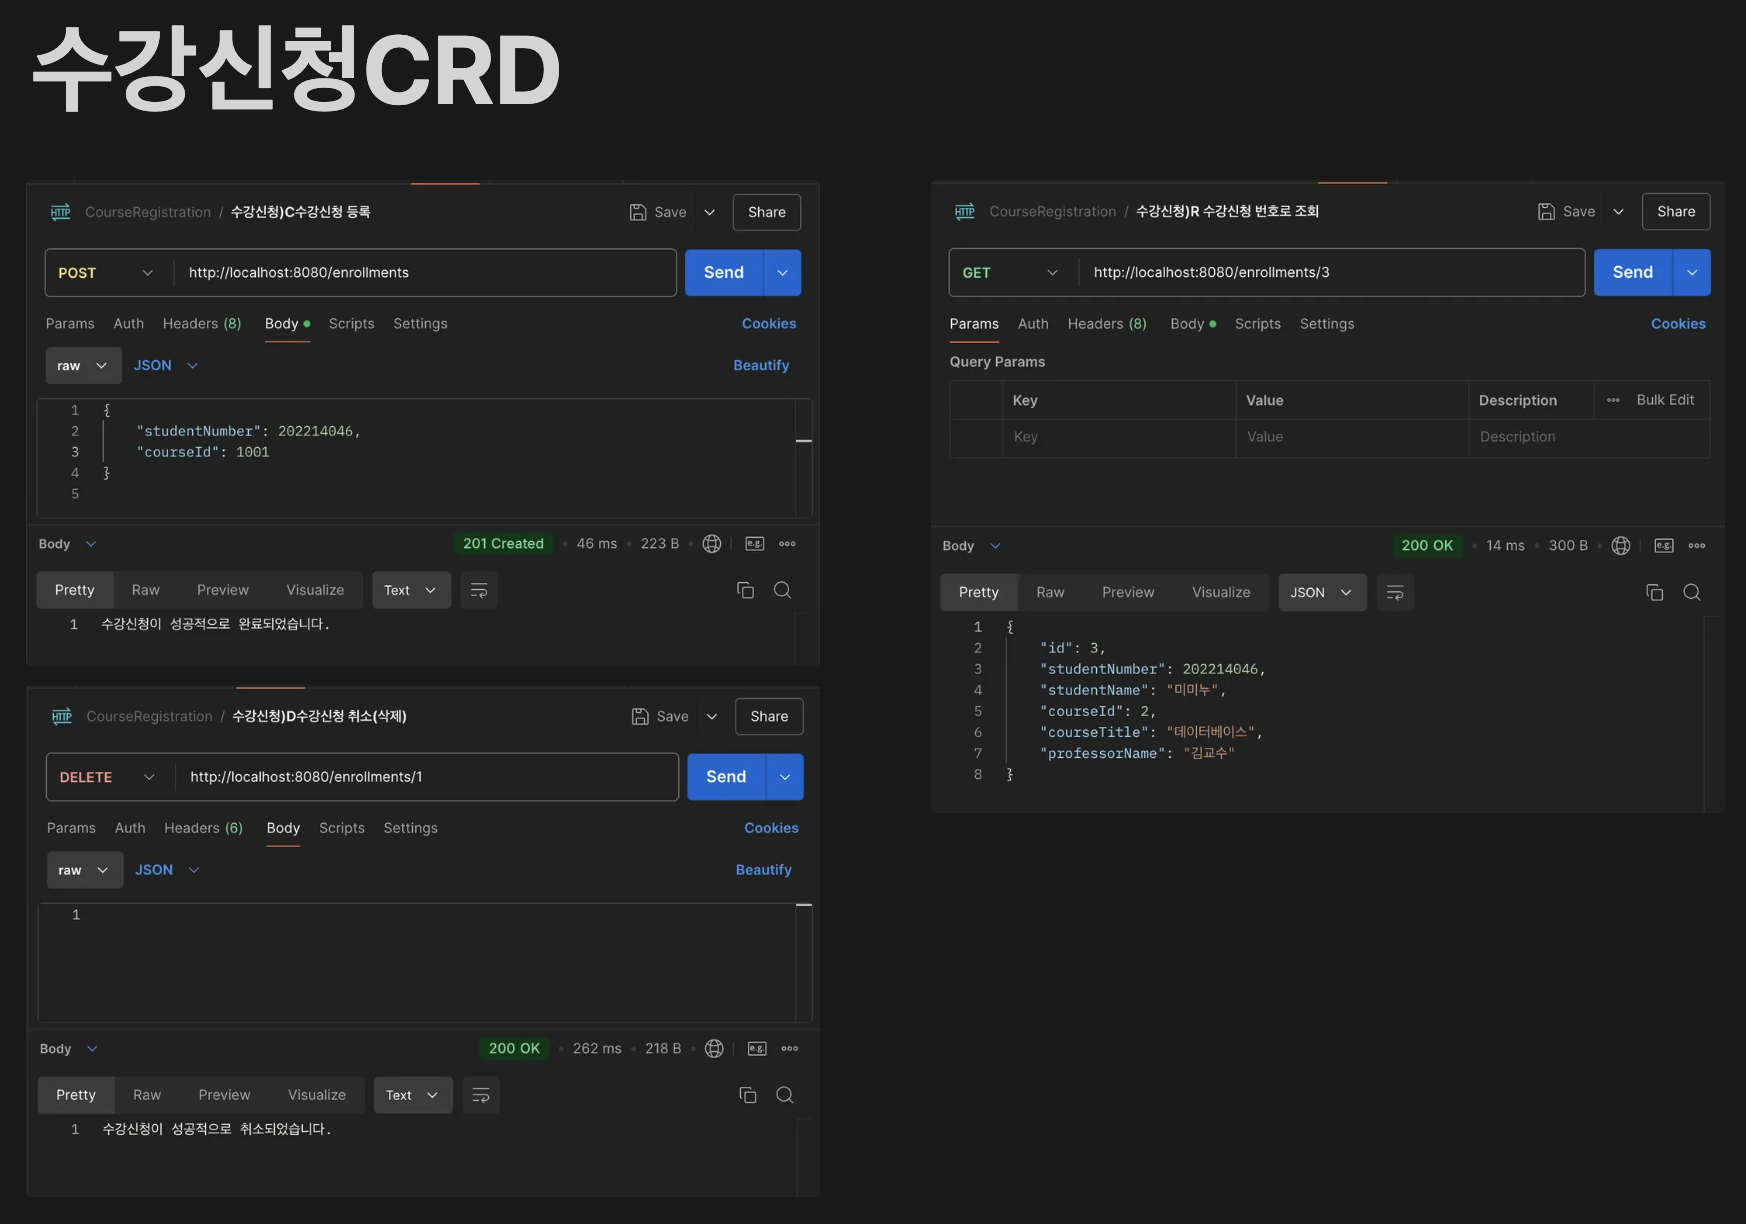 수강신청CRD
HTTP CourseRegistration / 수강신청)C수강신청 등록 Save Share
POST http://localhost:8080/enrollments Send
Params Auth Headers (8) Body Scripts Settings Cookies
raw JSON Beautify
1 {
2 "studentNumber": 202214046,
3 "courseId": 1001
4 }
5
Body 201 Created • 46 ms • 223 B • e.g.
Pretty Raw Preview Visualize Text
1 수강신청이 성공적으로 완료되었습니다.
HTTP CourseRegistration / 수강신청)D수강신청 취소(삭제) Save Share
DELETE http://localhost:8080/enrollments/1 Send
Params Auth Headers (6) Body Scripts Settings Cookies
raw JSON Beautify
1
Body 200 OK • 262 ms • 218 B • e.g.
Pretty Raw Preview Visualize Text
1 수강신청이 성공적으로 취소되었습니다.
HTTP CourseRegistration / 수강신청)R 수강신청 번호로 조회 Save Share
GET http://localhost:8080/enrollments/3 Send
Params Auth Headers (8) Body Scripts Settings Cookies
Query Params
Key Value Description Bulk Edit
Key Value Description
Body 200 OK • 14 ms • 300 B • e.g.
Pretty Raw Preview Visualize JSON
1 {
2 "id": 3,
3 "studentNumber": 202214046,
4 "studentName": "미미누",
5 "courseId": 2,
6 "courseTitle": "데이터베이스",
7 "professorName": "김교수"
8 }